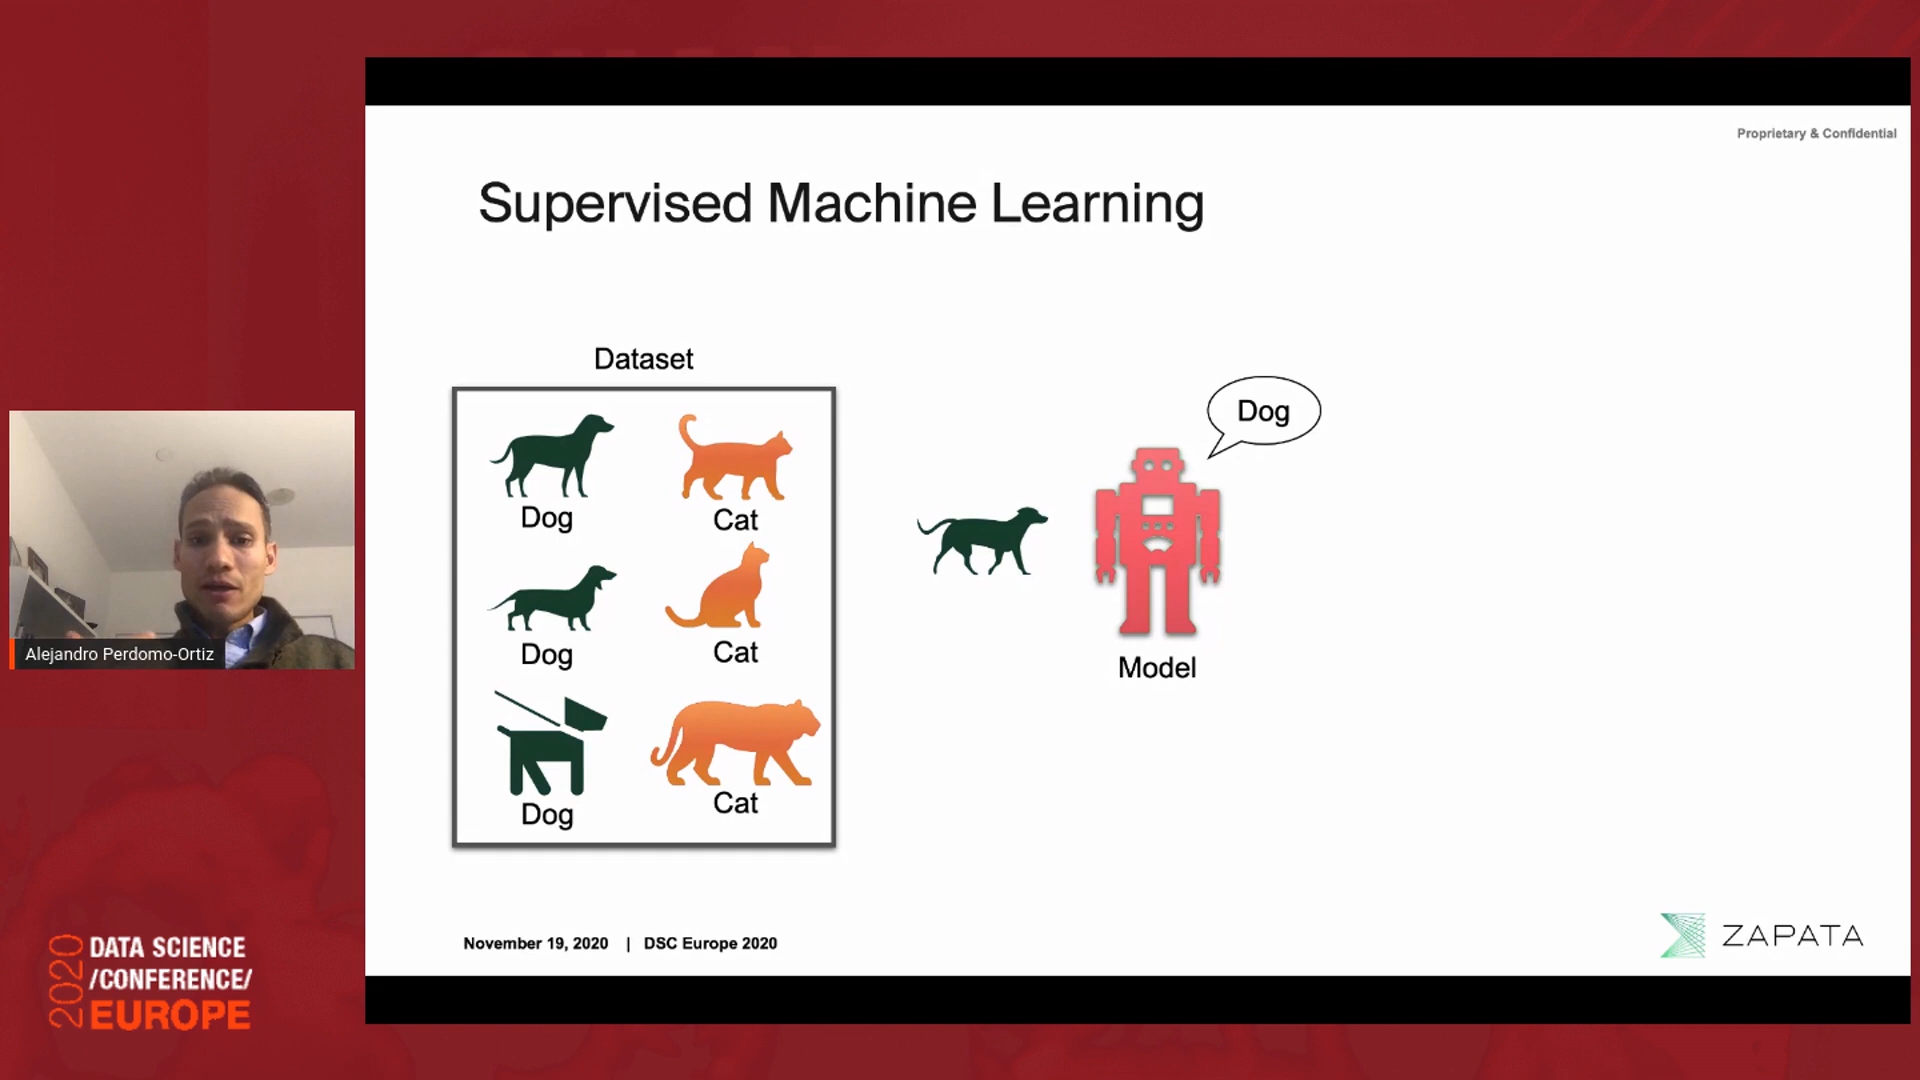 Proprietary & Confidential
Supervised Machine Learning
Dataset
Dog
Dog
Cat
Model
Dog
Cat
Dog
Cat
Alejandro Perdomo-Ortiz
November 19, 2020 | DSC Europe 2020
ZAPATA
2020
DATA SCIENCE
/CONFERENCE/
EUROPE